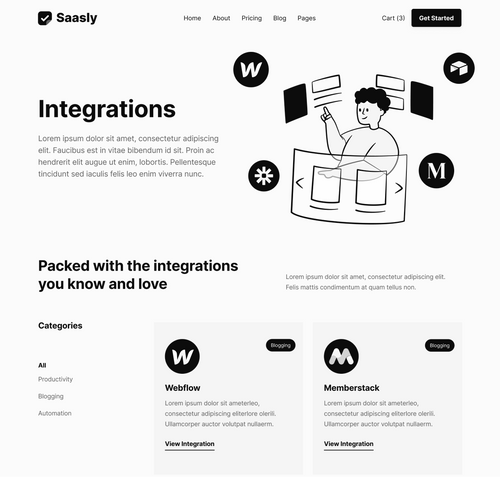 Saasly
Home About Pricing Blog Pages
Cart (3)
Get Started
Integrations
Lorem ipsum dolor sit amet, consectetur adipiscing
elit. Faucibus est in vitae bibendum id sit. Proin ac
hendrerit elit augue ut enim, lobortis. Pellentesque
tincidunt sed iaculis felis leo enim viverra nunc.
W
M
Packed with the integrations
you know and love
Lorem ipsum dolor sit amet, consectetur adipiscing elit.
Felis mattis condimentum at quam tellus non.
Categories
All
Productivity
Blogging
Automation
W
Blogging
Webflow
Lorem ipsum dolor sit ameterleo,
consectetur adipiscing eliterlore olerili.
Ullamcorper auctor volutpat nullaerm.
View Integration
M
Blogging
Memberstack
Lorem ipsum dolor sit ameterleo,
consectetur adipiscing eliterlore olerili.
Ullamcorper auctor volutpat nullaerm.
View Integration